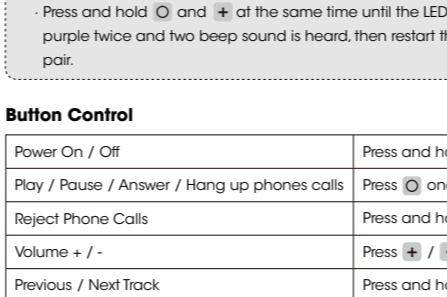 · Press and hold O and + at the same time until the LED
purple twice and two beep sound is heard, then restart
pair.
Button Control
Power On / Off Press and
Play / Pause / Answer / Hang up phones calls Press O
Reject Phone Calls Press and
Volume + / - Press + /
Previous / Next Track Press and